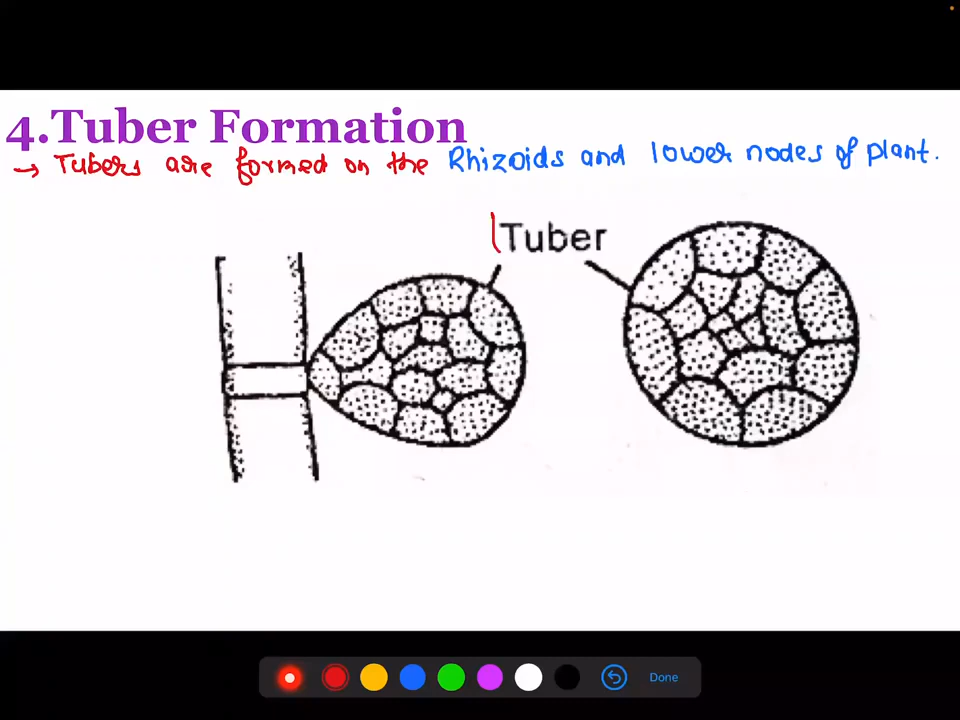 4.Tuber Formation
→ Tubers are formed on the Rhizoids and lower nodes of plant.
Tuber
Done